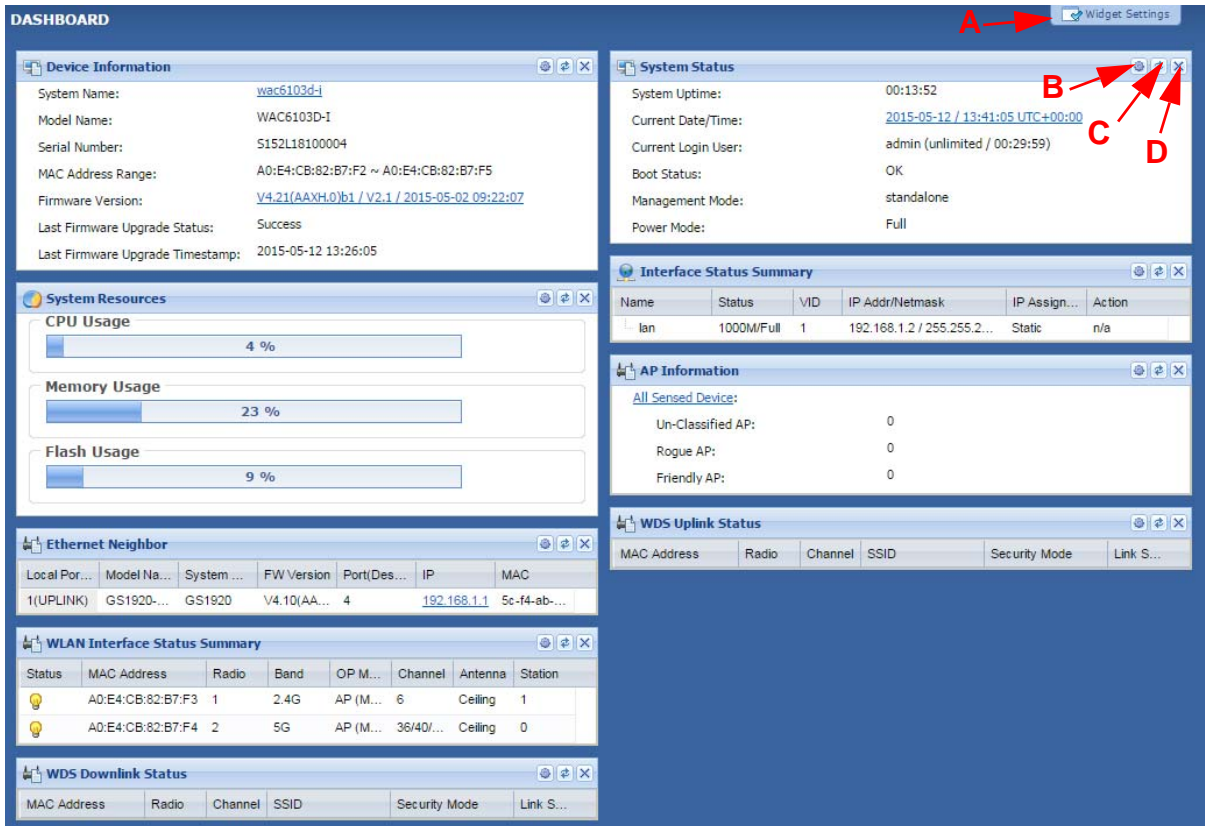 DASHBOARD
A
Widget Settings
Device Information
System Name: wac6103d-i
Model Name: WAC6103D-I
Serial Number: S152L18100004
MAC Address Range: A0:E4:CB:82:B7:F2 ~ A0:E4:CB:82:B7:F5
Firmware Version: V4.21(AAXH.0)b1 / V2.1 / 2015-05-02 09:22:07
Last Firmware Upgrade Status: Success
Last Firmware Upgrade Timestamp: 2015-05-12 13:26:05
System Resources
CPU Usage
4 %
Memory Usage
23 %
Flash Usage
9 %
Ethernet Neighbor
Local Por... Model Na... System ... FW Version Port(Des... IP MAC
1(UPLINK) GS1920-... GS1920 V4.10(AA... 4 192.168.1.1 5c-f4-ab-...
WLAN Interface Status Summary
Status MAC Address Radio Band OP M... Channel Antenna Station
A0:E4:CB:82:B7:F3 1 2.4G AP (M... 6 Ceiling 1
A0:E4:CB:82:B7:F4 2 5G AP (M... 36/40/... Ceiling 0
WDS Downlink Status
MAC Address Radio Channel SSID Security Mode Link S...
System Status
B
C
D
System Uptime: 00:13:52
Current Date/Time: 2015-05-12 / 13:41:05 UTC+00:00
Current Login User: admin (unlimited / 00:29:59)
Boot Status: OK
Management Mode: standalone
Power Mode: Full
Interface Status Summary
Name Status VID IP Addr/Netmask IP Assign... Action
lan 1000M/Full 1 192.168.1.2 / 255.255.2... Static n/a
AP Information
All Sensed Device:
Un-Classified AP: 0
Rogue AP: 0
Friendly AP: 0
WDS Uplink Status
MAC Address Radio Channel SSID Security Mode Link S...